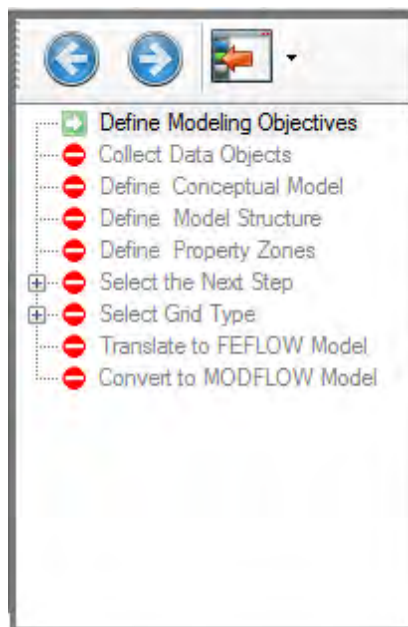 Define Modeling Objectives
Collect Data Objects
Define Conceptual Model
Define Model Structure
Define Property Zones
Select the Next Step
Select Grid Type
Translate to FEFLOW Model
Convert to MODFLOW Model